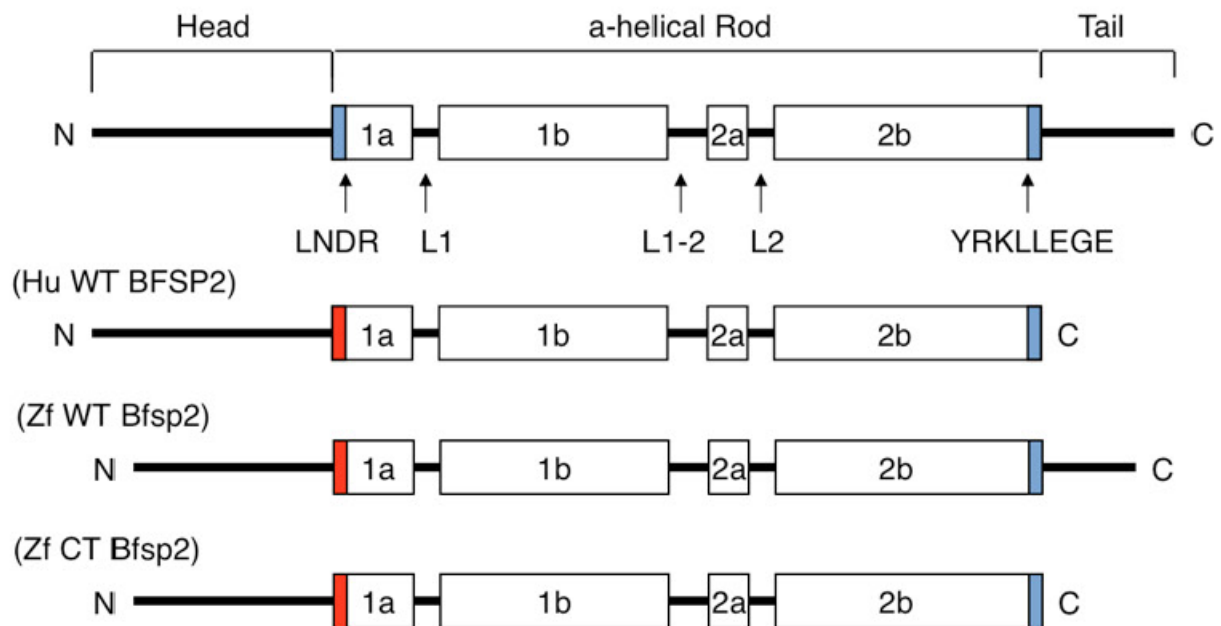 Head a-helical Rod Tail
N 1a 1b 2a 2b C
LNDR L1 L1-2 L2 YRKLLEGE
(Hu WT BFSP2)
N 1a 1b 2a 2b C
(Zf WT Bfsp2)
N 1a 1b 2a 2b C
(Zf CT Bfsp2)
N 1a 1b 2a 2b C